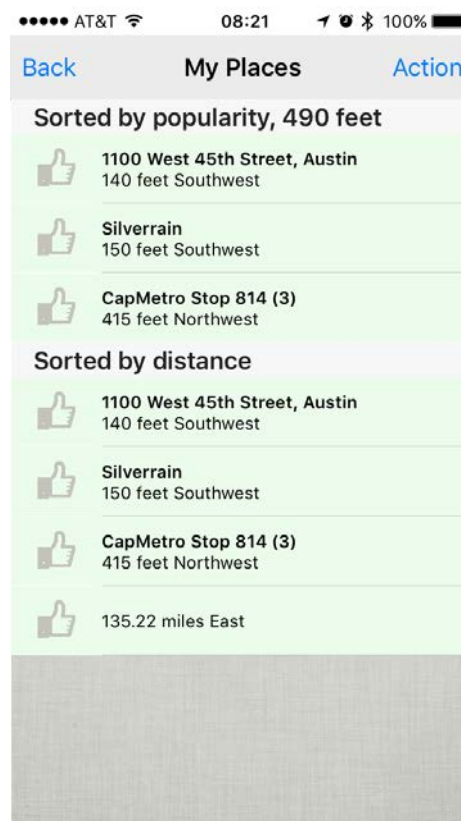 AT&T 08:21 100%
Back My Places Action
Sorted by popularity, 490 feet
1100 West 45th Street, Austin
140 feet Southwest
Silverrain
150 feet Southwest
CapMetro Stop 814 (3)
415 feet Northwest
Sorted by distance
1100 West 45th Street, Austin
140 feet Southwest
Silverrain
150 feet Southwest
CapMetro Stop 814 (3)
415 feet Northwest
135.22 miles East